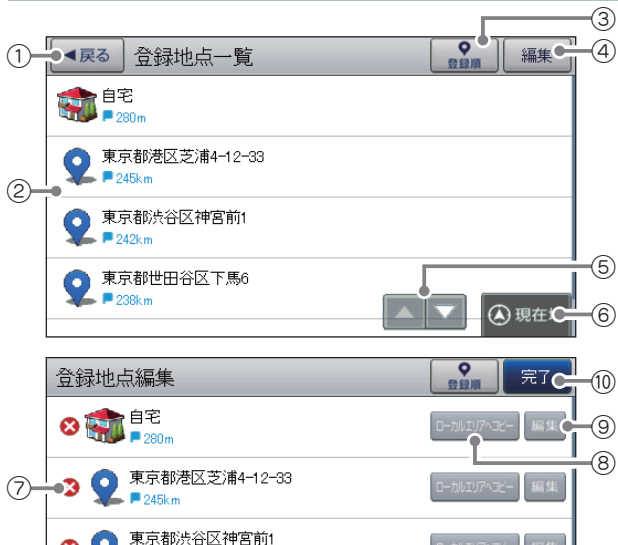 ③
① ◀戻る 登録地点一覧 登録順 編集 ④
自宅
280m
東京都港区芝浦4-12-33
② 245km
東京都渋谷区神宮前1
242km
東京都世田谷区下馬6 ⑤
238km
現在 ⑥
登録地点編集 登録順 完了 ⑩
自宅 ローカルエリアへコピー 編集 ⑨
280m
⑧
⑦ 東京都港区芝浦4-12-33 ローカルエリアへコピー 編集
245km
東京都渋谷区神宮前1